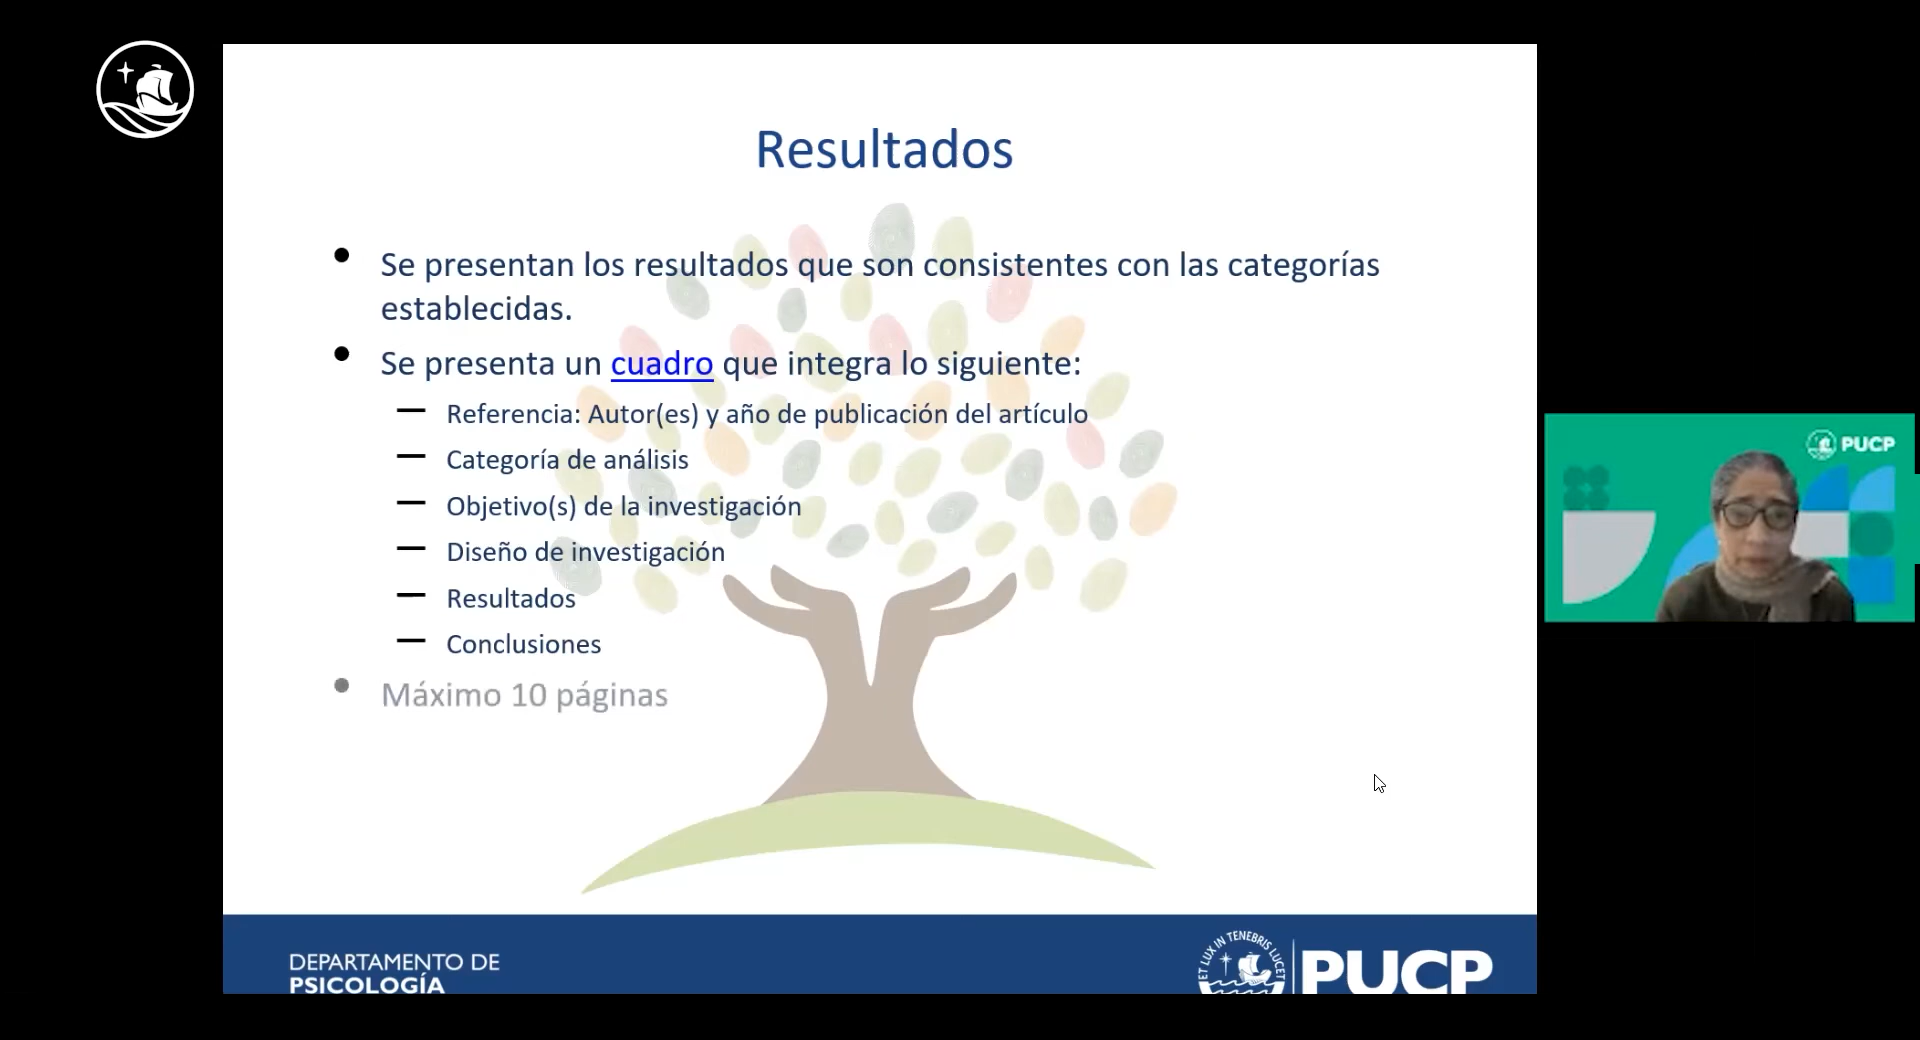 Resultados
Se presentan los resultados que son consistentes con las categorías
establecidas.
Se presenta un cuadro que integra lo siguiente:
Referencia: Autor(es) y año de publicación del artículo
Categoría de análisis
Objetivo(s) de la investigación
Diseño de investigación
Resultados
Conclusiones
Máximo 10 páginas
PUCP
DEPARTAMENTO DE
PSICOLOGÍA
ET LUX IN TENEBRIS LUCET
PUCP